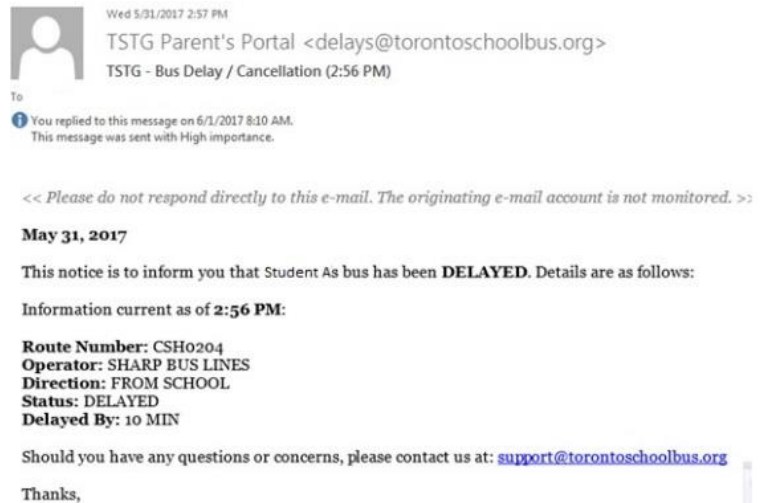 Wed 5/31/2017 2:57 PM
TSTG Parent's Portal <delays@torontoschoolbus.org>
TSTG - Bus Delay / Cancellation (2:56 PM)
To
You replied to this message on 6/1/2017 8:10 AM.
This message was sent with High importance.
<< Please do not respond directly to this e-mail. The originating e-mail account is not monitored. >>
May 31, 2017
This notice is to inform you that Student As bus has been DELAYED. Details are as follows:
Information current as of 2:56 PM:
Route Number: CSH0204
Operator: SHARP BUS LINES
Direction: FROM SCHOOL
Status: DELAYED
Delayed By: 10 MIN
Should you have any questions or concerns, please contact us at: support@torontoschoolbus.org
Thanks,